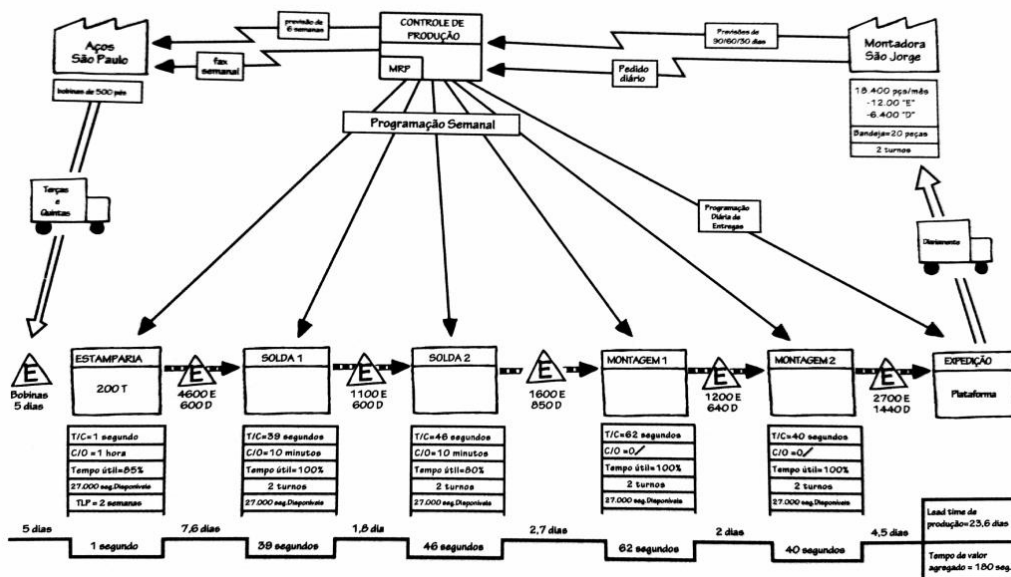 Aços
São Paulo
bobinas de 500 pés
previsão de
6 semanas
fax
semanal
CONTROLE DE
PRODUÇÃO
MRP
Previsões de
90/60/30 dias
Pedido
diário
Montadora
São Jorge
18.400 pçs/mês
-12.00 "E"
-6.400 "D"
Bandeja=20 peças
2 turnos
Programação Semanal
Terças
e
Quintas
Programação
Diária de
Entregas
Diariamente
E
Bobinas
5 dias
ESTAMPARIA
200 T
E
4600 E
600 D
SOLDA 1
E
1100 E
600 D
SOLDA 2
E
1600 E
850 D
MONTAGEM 1
E
1200 E
640 D
MONTAGEM 2
E
2700 E
1440 D
EXPEDIÇÃO
Plataforma
T/C=1 segundo
C/O =1 hora
Tempo útil=85%
27.000 seg.Disponíveis
TLP = 2 semanas
T/C=39 segundos
C/O=10 minutos
Tempo útil=100%
2 turnos
27.000 seg.Disponíveis
T/C=46 segundos
C/O=10 minutos
Tempo útil=80%
2 turnos
27.000 seg.Disponíveis
T/C=62 segundos
C/O =0/
Tempo útil=100%
2 turnos
27.000 seg.Disponíveis
T/C=40 segundos
C/O =0/
Tempo útil=100%
2 turnos
27.000 seg.Disponíveis
5 dias
1 segundo
7,6 dias
39 segundos
1,8 dia
46 segundos
2,7 dias
62 segundos
2 dias
40 segundos
4,5 dias
Lead time de
produção=23,6 dias
Tempo de valor
agregado = 180 seg.